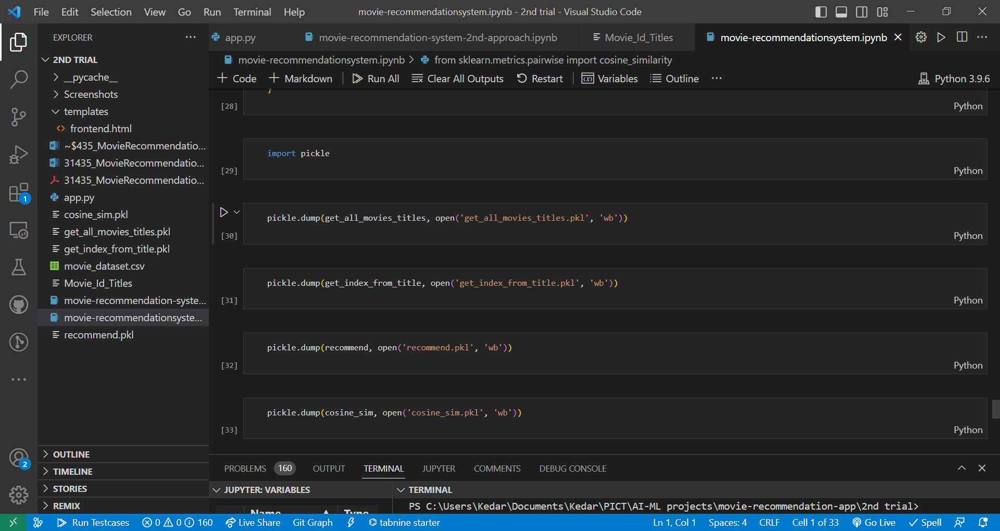 File Edit Selection View Go Run Terminal Help movie-recommendationsystem.ipynb - 2nd trial - Visual Studio Code
EXPLORER
app.py movie-recommendation-system-2nd-approach.ipynb Movie_Id_Titles movie-recommendationsystem.ipynb
movie-recommendationsystem.ipynb > from sklearn.metrics.pairwise import cosine_similarity
+ Code + Markdown Run All Clear All Outputs Restart Variables Outline ... Python 3.9.6
2ND TRIAL
__pycache__
Screenshots
templates
frontend.html
~$435_MovieRecommendatio...
31435_MovieRecommendatio...
31435_MovieRecommendatio...
app.py
cosine_sim.pkl
get_all_movies_titles.pkl
get_index_from_title.pkl
movie_dataset.csv
Movie_Id_Titles
movie-recommendation-syste...
movie-recommendationsyste...
recommend.pkl
OUTLINE
TIMELINE
STORIES
REMIX
1
2
}
[28] Python
import pickle
[29] Python
pickle.dump(get_all_movies_titles, open('get_all_movies_titles.pkl', 'wb'))
[30] Python
pickle.dump(get_index_from_title, open('get_index_from_title.pkl', 'wb'))
[31] Python
pickle.dump(recommend, open('recommend.pkl', 'wb'))
[32] Python
pickle.dump(cosine_sim, open('cosine_sim.pkl', 'wb'))
[33] Python
PROBLEMS 160 OUTPUT TERMINAL JUPYTER COMMENTS DEBUG CONSOLE
JUPYTER: VARIABLES TERMINAL
Name Type
PS C:\Users\Kedar\Documents\Kedar\PICT\AI-ML projects\movie-recommendation-app\2nd trial>
Run Testcases 0 0 160 Live Share Git Graph tabnine starter Ln 1, Col 1 Spaces: 4 CRLF Cell 1 of 33 Go Live Spell